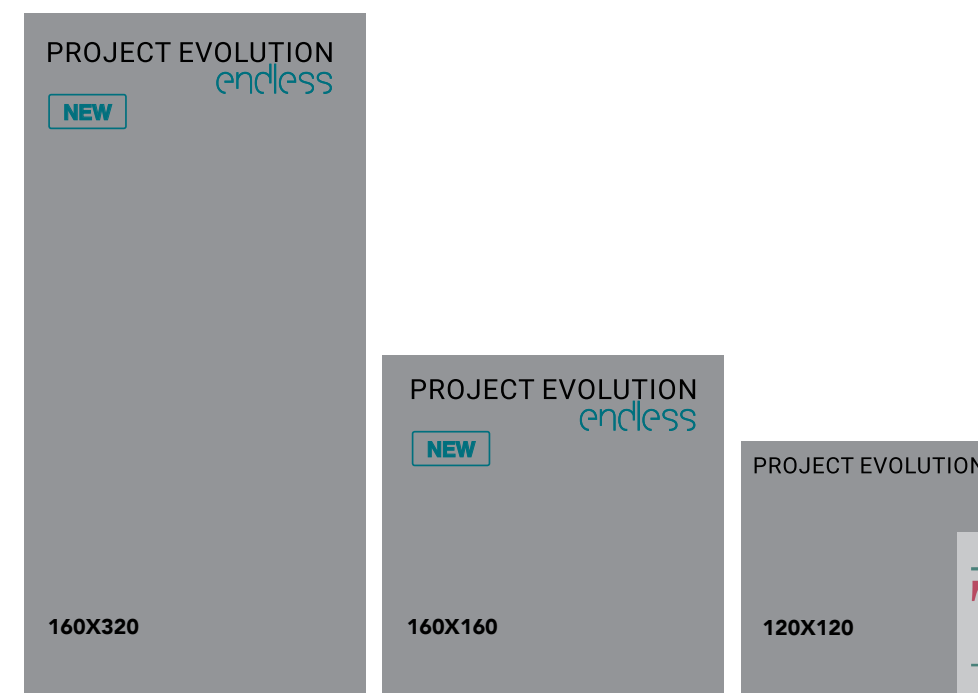 PROJECT EVOLUTION
endless
NEW
160X320
PROJECT EVOLUTION
endless
NEW
160X160
PROJECT EVOLUTION
120X120